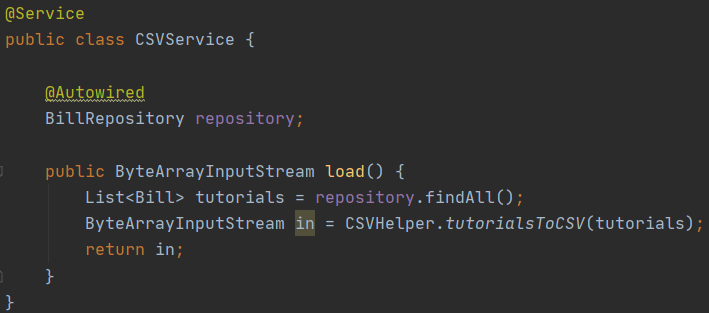 @Service
public class CSVService {
@Autowired
BillRepository repository;
public ByteArrayInputStream load() {
List<Bill> tutorials = repository.findAll();
ByteArrayInputStream in = CSVHelper.tutorialsToCSV(tutorials);
return in;
}
}